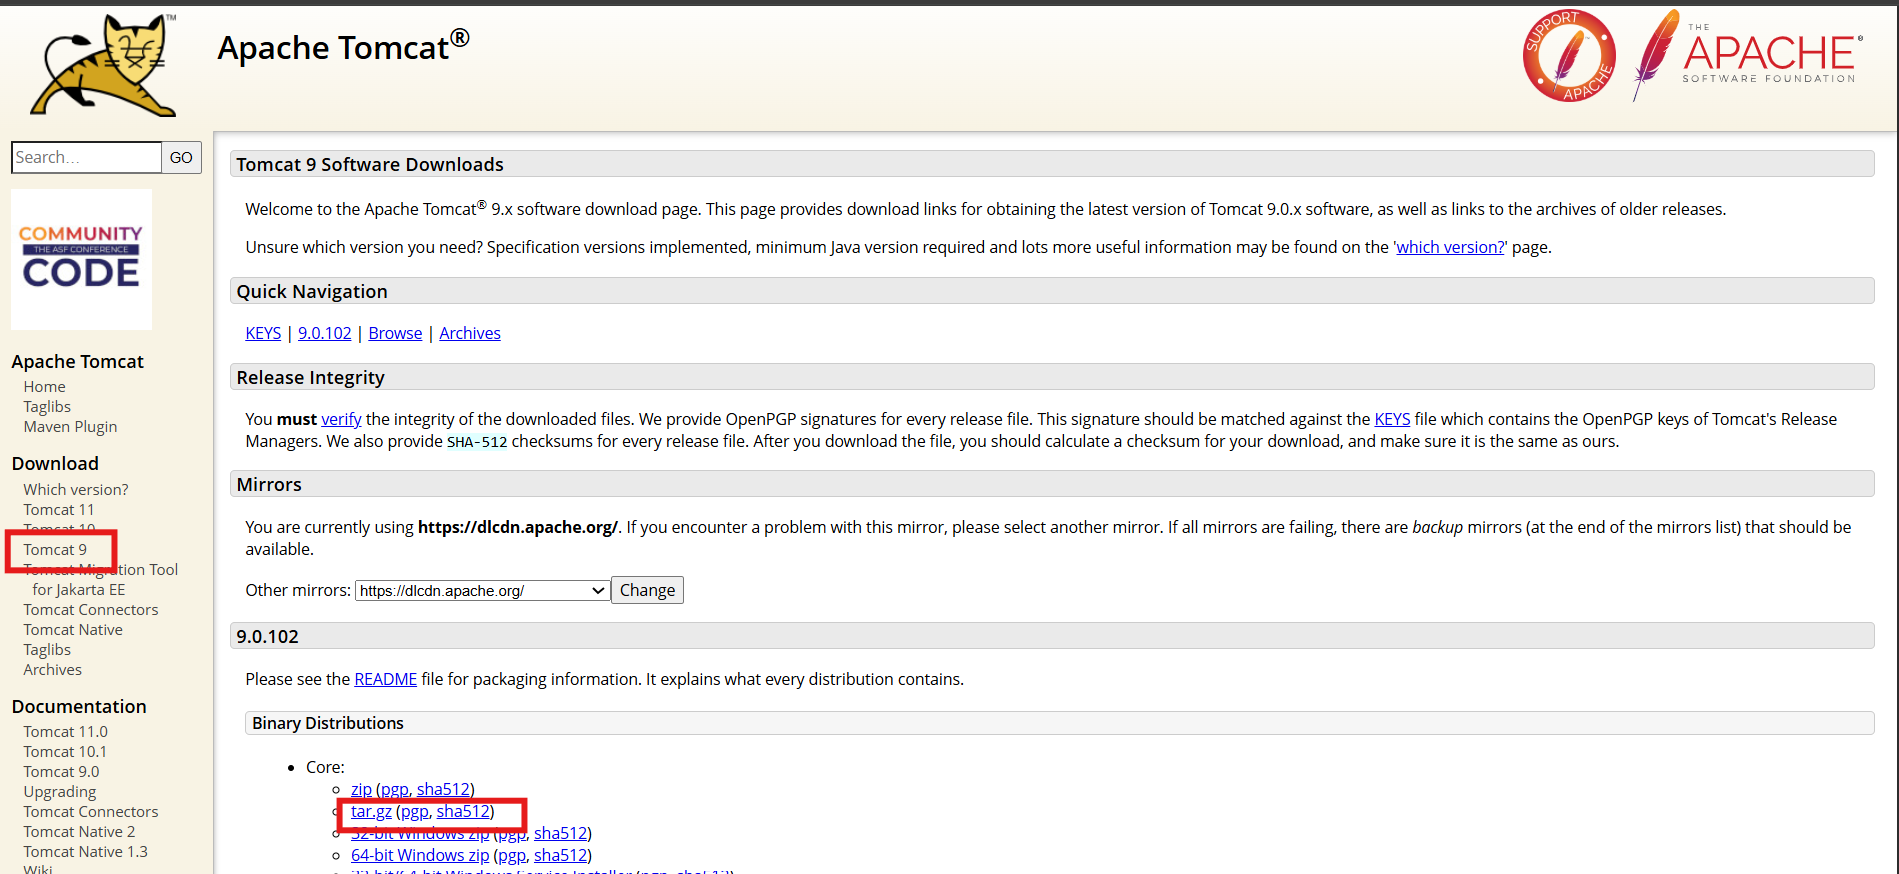 Apache Tomcat®
TM
SUPPORT
APACHE
THE
APACHE®
SOFTWARE FOUNDATION
Search...
GO
COMMUNITY
THE ASF CONFERENCE
CODE
Apache Tomcat
Home
Taglibs
Maven Plugin
Download
Which version?
Tomcat 11
Tomcat 10
Tomcat 9
Tomcat Migration Tool
for Jakarta EE
Tomcat Connectors
Tomcat Native
Taglibs
Archives
Documentation
Tomcat 11.0
Tomcat 10.1
Tomcat 9.0
Upgrading
Tomcat Connectors
Tomcat Native 2
Tomcat Native 1.3
Wiki
Tomcat 9 Software Downloads
Welcome to the Apache Tomcat® 9.x software download page. This page provides download links for obtaining the latest version of Tomcat 9.0.x software, as well as links to the archives of older releases.
Unsure which version you need? Specification versions implemented, minimum Java version required and lots more useful information may be found on the 'which version?' page.
Quick Navigation
KEYS | 9.0.102 | Browse | Archives
Release Integrity
You must verify the integrity of the downloaded files. We provide OpenPGP signatures for every release file. This signature should be matched against the KEYS file which contains the OpenPGP keys of Tomcat's Release
Managers. We also provide SHA-512 checksums for every release file. After you download the file, you should calculate a checksum for your download, and make sure it is the same as ours.
Mirrors
You are currently using https://dlcdn.apache.org/. If you encounter a problem with this mirror, please select another mirror. If all mirrors are failing, there are backup mirrors (at the end of the mirrors list) that should be
available.
Other mirrors: https://dlcdn.apache.org/ Change
9.0.102
Please see the README file for packaging information. It explains what every distribution contains.
Binary Distributions
• Core:
zip (pgp, sha512)
tar.gz (pgp, sha512)
32-bit Windows zip (pgp, sha512)
64-bit Windows zip (pgp, sha512)
32-bit/64-bit Windows Service Installer (pgp, sha512)